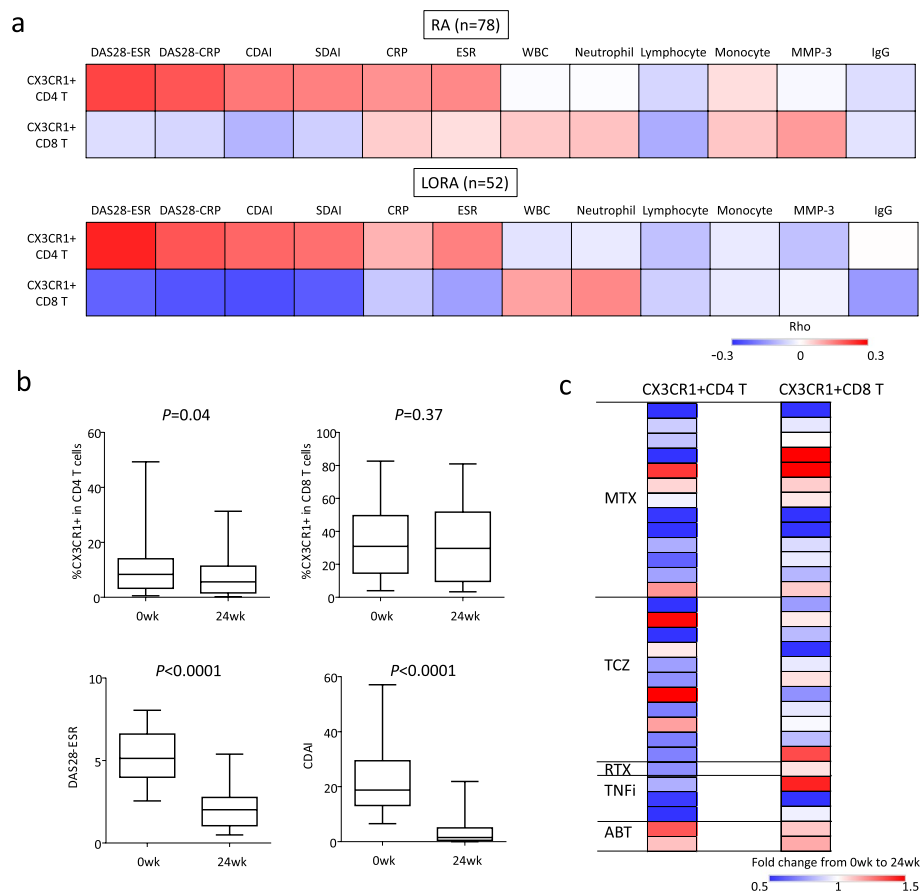 a
RA (n=78)
DAS28-ESR DAS28-CRP CDAI SDAI CRP ESR WBC Neutrophil Lymphocyte Monocyte MMP-3 IgG
CX3CR1+
CD4 T
CX3CR1+
CD8 T
LORA (n=52)
DAS28-ESR DAS28-CRP CDAI SDAI CRP ESR WBC Neutrophil Lymphocyte Monocyte MMP-3 IgG
CX3CR1+
CD4 T
CX3CR1+
CD8 T
Rho
−0.3 0 0.3
b
P=0.04
%CX3CR1+ in CD4 T cells
60
40
20
0
0wk 24wk
P=0.37
%CX3CR1+ in CD8 T cells
100
80
60
40
20
0
0wk 24wk
P<0.0001
DAS28-ESR
10
5
0
0wk 24wk
P<0.0001
CDAI
60
40
20
0
0wk 24wk
c
CX3CR1+CD4 T CX3CR1+CD8 T
MTX
TCZ
RTX
TNFi
ABT
Fold change from 0wk to 24wk
0.5 1 1.5